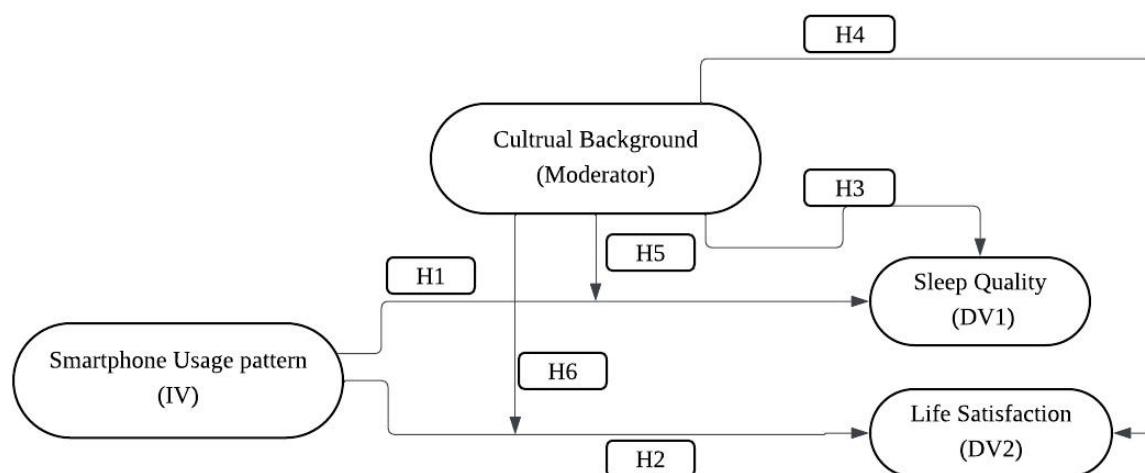 H4
Cultrual Background
(Moderator)
H3
H5
H1
Sleep Quality
(DV1)
Smartphone Usage pattern
(IV)
H6
Life Satisfaction
(DV2)
H2